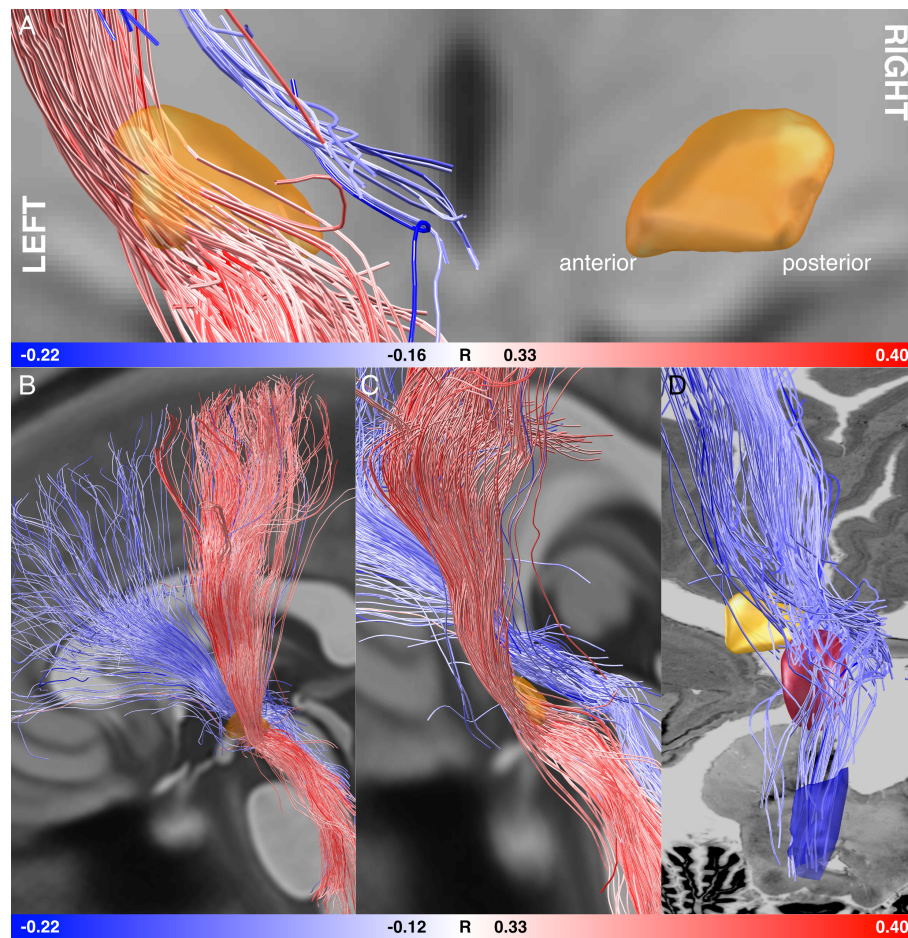 A
LEFT
RIGHT
anterior
posterior
-0.22 -0.16 R 0.33 0.40
B
C
D
-0.22 -0.12 R 0.33 0.40